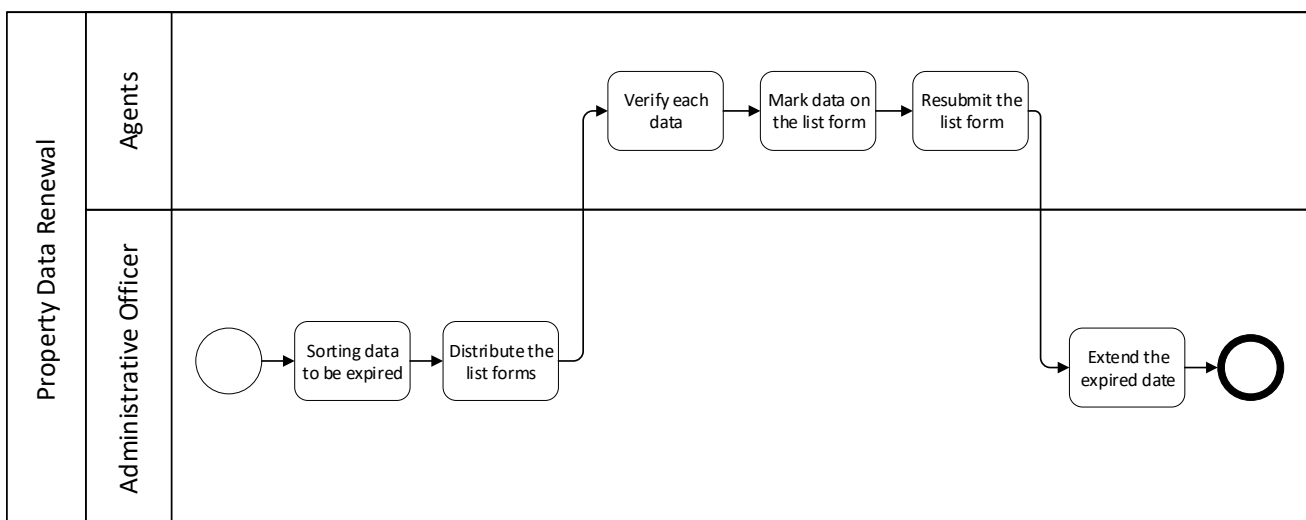 Property Data Renewal
Agents
Verify each
data
Mark data on
the list form
Resubmit the
list form
Administrative Officer
Sorting data
to be expired
Distribute the
list forms
Extend the
expired date